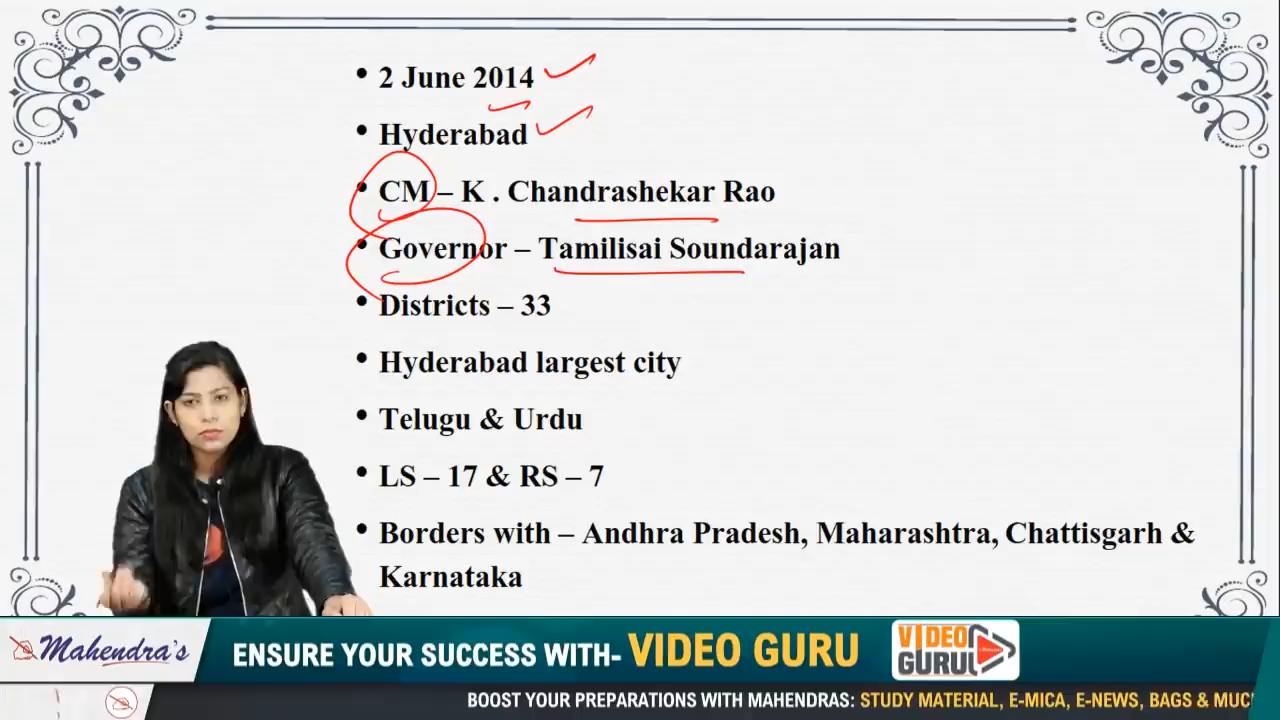 • 2 June 2014
• Hyderabad
• CM – K . Chandrashekar Rao
• Governor – Tamilisai Soundarajan
• Districts – 33
• Hyderabad largest city
• Telugu & Urdu
• LS – 17 & RS – 7
• Borders with – Andhra Pradesh, Maharashtra, Chattisgarh &
Karnataka
Mahendra's
ENSURE YOUR SUCCESS WITH- VIDEO GURU
VIDEO
GURU
BOOST YOUR PREPARATIONS WITH MAHENDRAS: STUDY MATERIAL, E-MICA, E-NEWS, BAGS & MUC